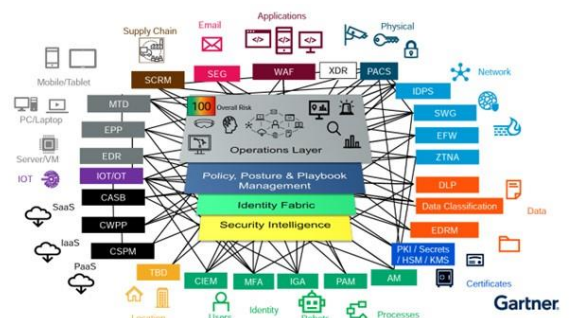 Applications
Email
Physical
Supply Chain
SCRM
SEG
WAF
XDR
PACS
Network
Mobile/Tablet
MTD
100
Overall Risk
IDPS
PC/Laptop
SWG
EPP
EFW
Server/VM
EDR
Operations Layer
ZTNA
IOT
IOT/OT
Policy, Posture & Playbook
Management
DLP
SaaS
CASB
Identity Fabric
Data Classification
Data
CWPP
Security Intelligence
EDRM
IaaS
CSPM
PKI / Secrets
/ HSM / KMS
PaaS
TBD
CIEM
MFA
IGA
PAM
AM
Certificates
Location
Users
Identity
Robots
Processes
Gartner